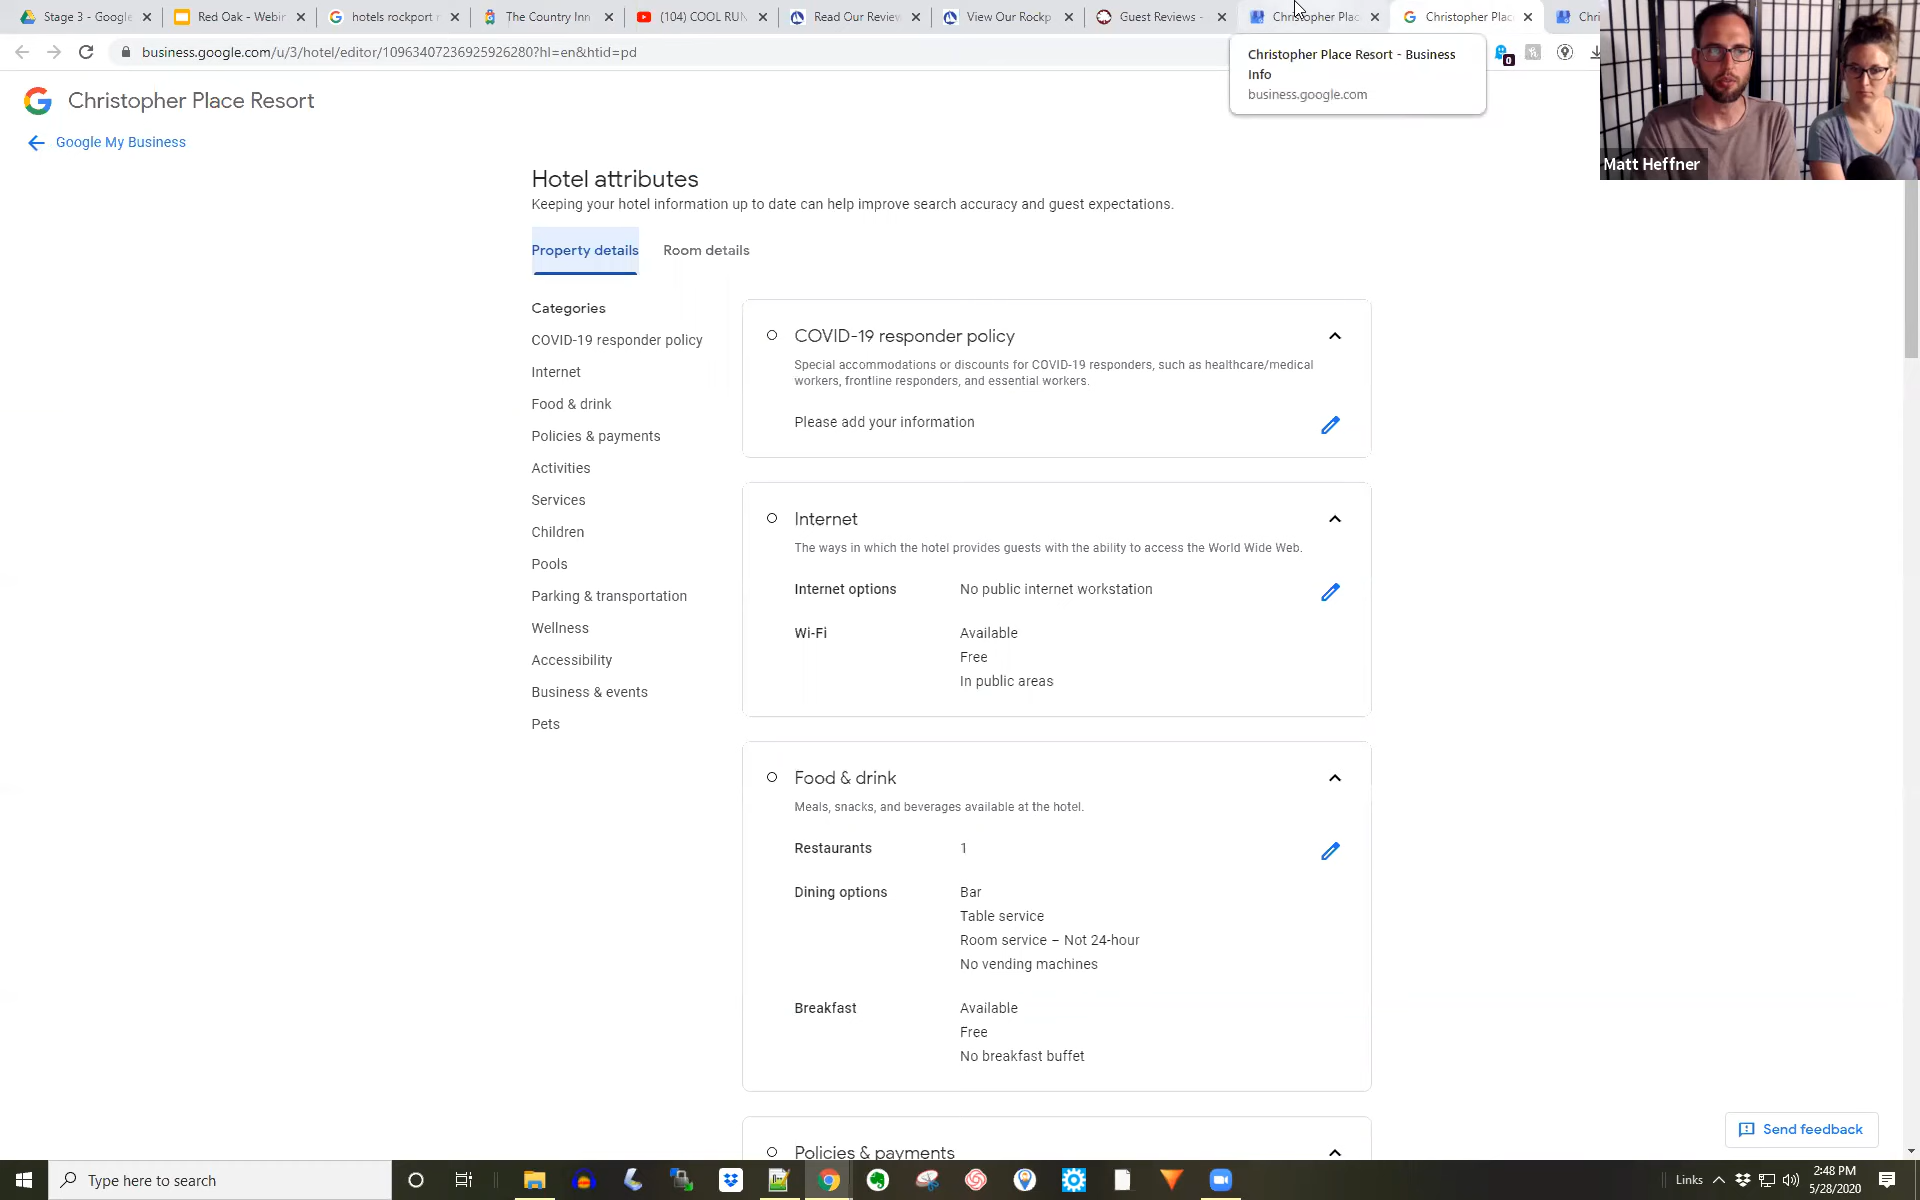 Stage 3 - Google
Red Oak - Webir
hotels rockport r
The Country Inn
(104) COOL RUN
Read Our Review
View Our Rockp
Guest Reviews -
Christopher Plac
Christopher Plac
Chri
business.google.com/u/3/hotel/editor/10963407236925926280?hl=en&htid=pd
0
Christopher Place Resort - Business
Info
business.google.com
Matt Heffner
Christopher Place Resort
Google My Business
Hotel attributes
Keeping your hotel information up to date can help improve search accuracy and guest expectations.
Property details
Room details
Categories
COVID-19 responder policy
Internet
Food & drink
Policies & payments
Activities
Services
Children
Pools
Parking & transportation
Wellness
Accessibility
Business & events
Pets
COVID-19 responder policy
Special accommodations or discounts for COVID-19 responders, such as healthcare/medical
workers, frontline responders, and essential workers.
Please add your information
Internet
The ways in which the hotel provides guests with the ability to access the World Wide Web.
Internet options No public internet workstation
Wi-Fi Available
Free
In public areas
Food & drink
Meals, snacks, and beverages available at the hotel.
Restaurants 1
Dining options Bar
Table service
Room service – Not 24-hour
No vending machines
Breakfast Available
Free
No breakfast buffet
Policies & payments
Send feedback
Type here to search
Links
2:48 PM
5/28/2020